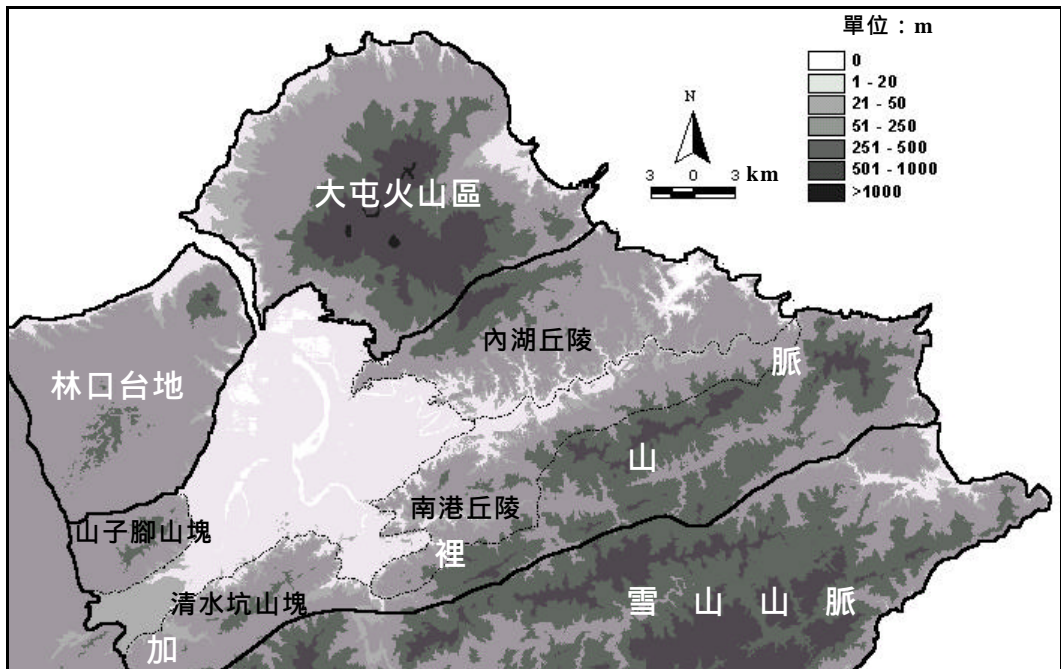 單位：m
0
1 - 20
21 - 50
51 - 250
251 - 500
501 - 1000
>1000
N
3 0 3 km
大屯火山區
內湖丘陵
脈
林口台地
山
南港丘陵
山子腳山塊
裡
清水坑山塊
雪山山脈
加